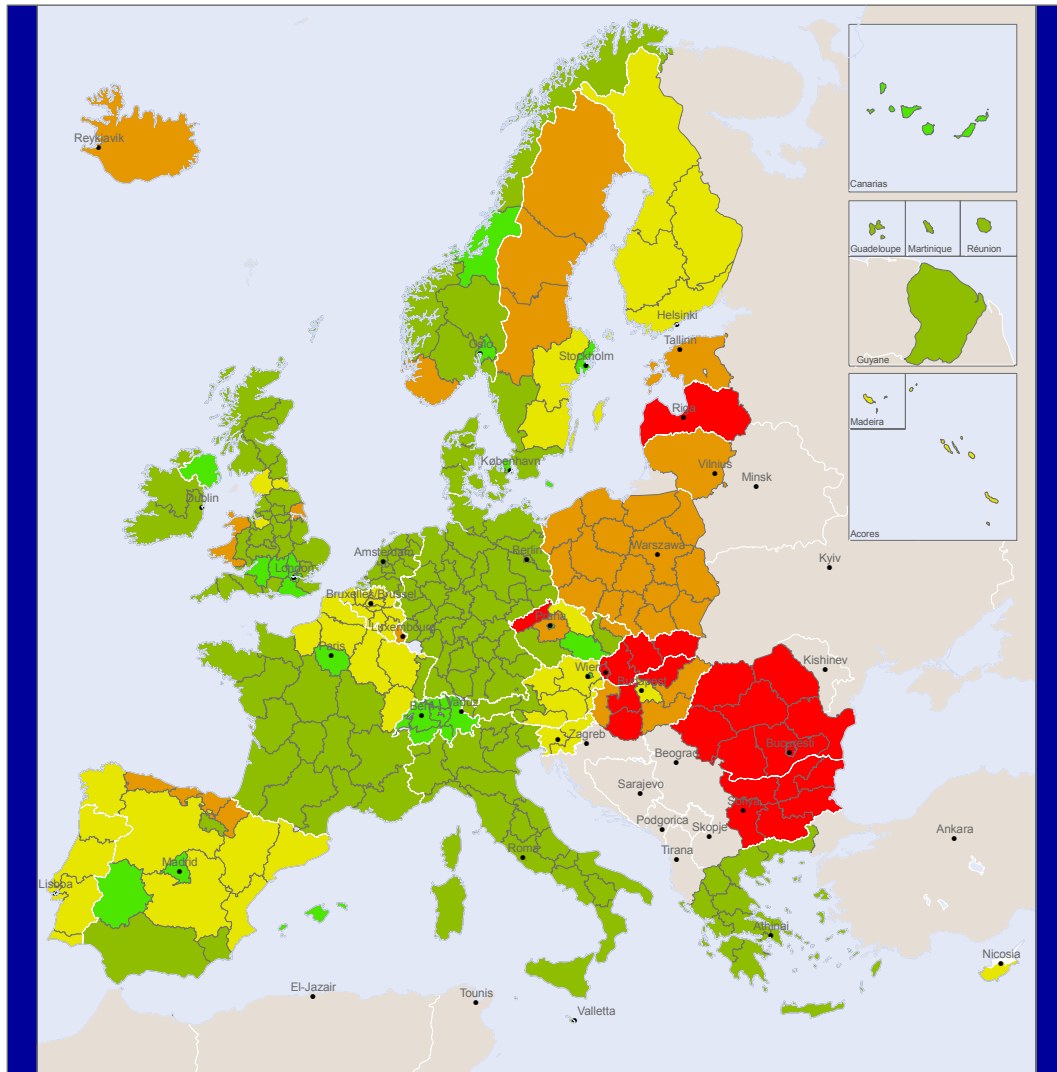 Reykjavik
Canarias
Guadeloupe
Martinique
Réunion
Guyane
Madeira
Acores
Helsinki
Tallinn
Oslo
Stockholm
Riga
København
Vilnius
Minsk
Dublin
Amsterdam
Berlin
Warszawa
London
Kyiv
Bruxelles/Brussel
Luxembourg
Praha
Paris
Kishinev
Wien
Budapest
Bern
Vaduz
Zagreb
Bucuresti
Beograd
Sarajevo
Sofiya
Podgorica
Skopje
Ankara
Roma
Tirana
Madrid
Lisboa
Athinai
Nicosia
El-Jazair
Tounis
Valletta